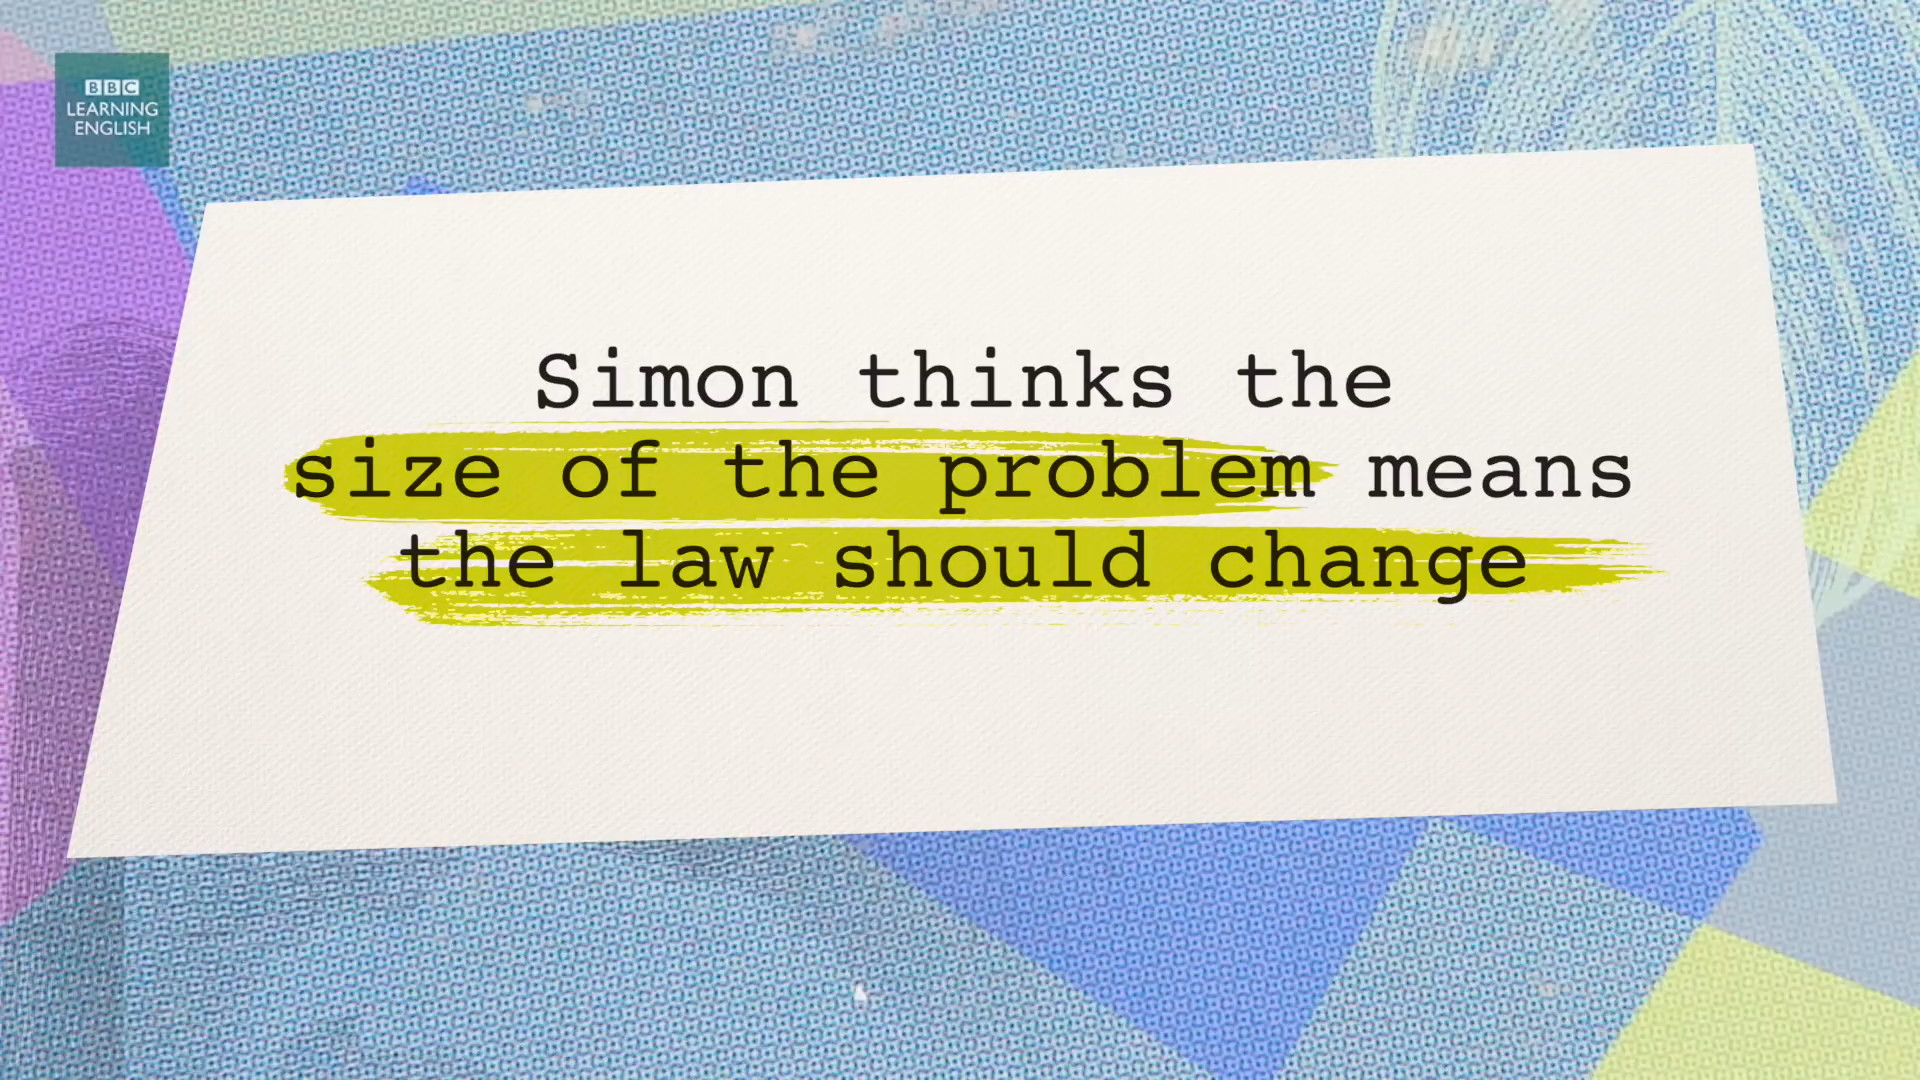 BBC
LEARNING
ENGLISH
Simon thinks the
size of the problem means
the law should change